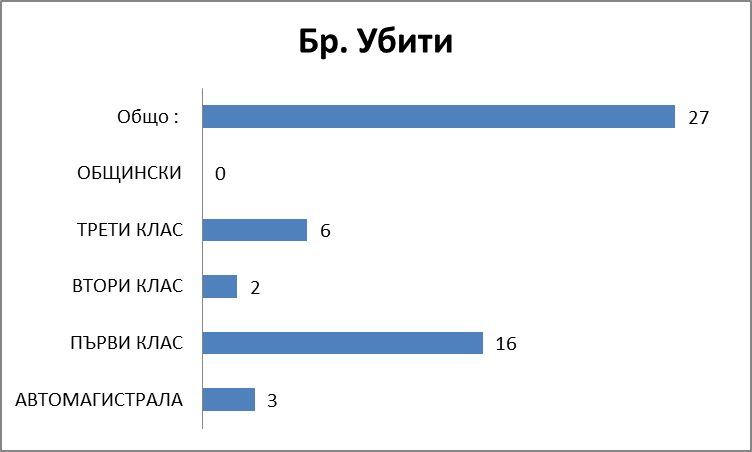 Бр. Убити
Общо : 27
ОБЩИНСКИ 0
ТРЕТИ КЛАС 6
ВТОРИ КЛАС 2
ПЪРВИ КЛАС 16
АВТОМАГИСТРАЛА 3